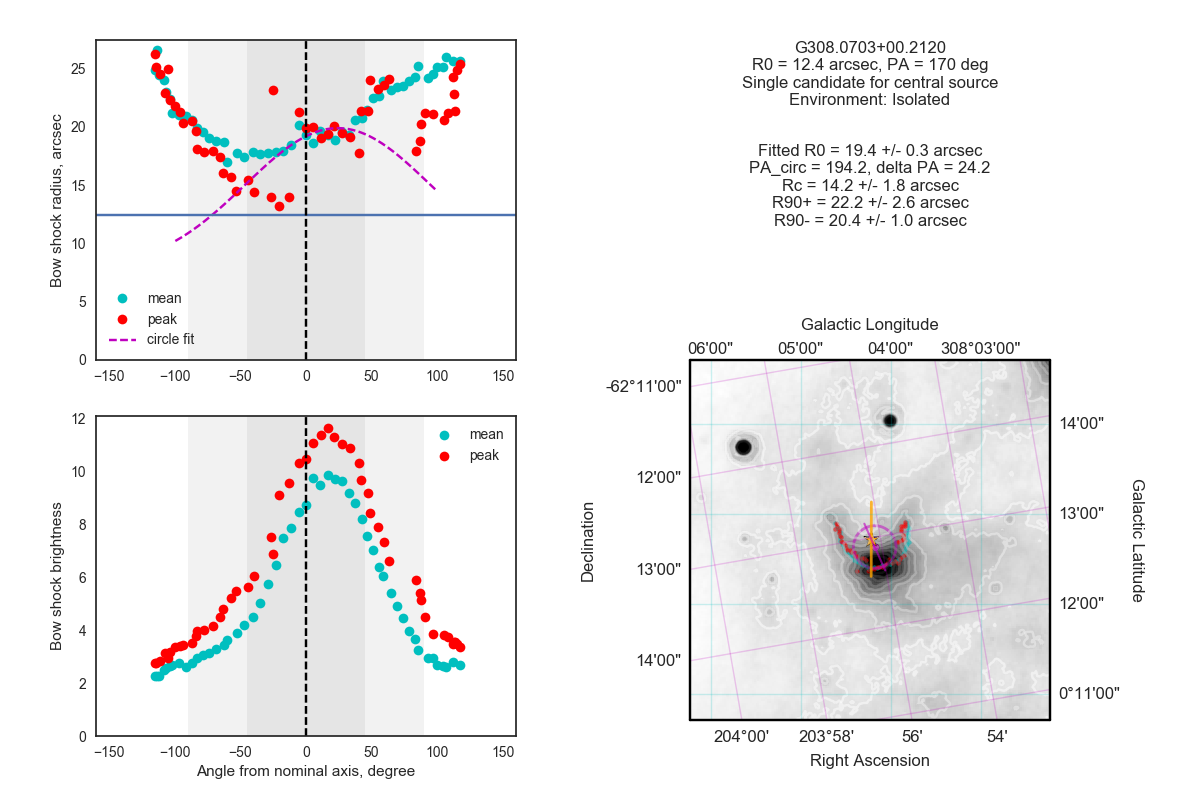 G308.0703+00.2120
R0 = 12.4 arcsec, PA = 170 deg
Single candidate for central source
Environment: Isolated
Fitted R0 = 19.4 +/- 0.3 arcsec
PA_circ = 194.2, delta PA = 24.2
Rc = 14.2 +/- 1.8 arcsec
R90+ = 22.2 +/- 2.6 arcsec
R90- = 20.4 +/- 1.0 arcsec
Bow shock radius, arcsec
25
20
15
10
5
0
mean
peak
circle fit
−150 −100 −50 0 50 100 150
Bow shock brightness
12
10
8
6
4
2
0
mean
peak
−150 −100 −50 0 50 100 150
Angle from nominal axis, degree
Galactic Longitude
06'00" 05'00" 04'00" 308°03'00"
Declination
-62°11'00"
12'00"
13'00"
14'00"
Galactic Latitude
14'00"
13'00"
12'00"
0°11'00"
204°00' 203°58' 56' 54'
Right Ascension